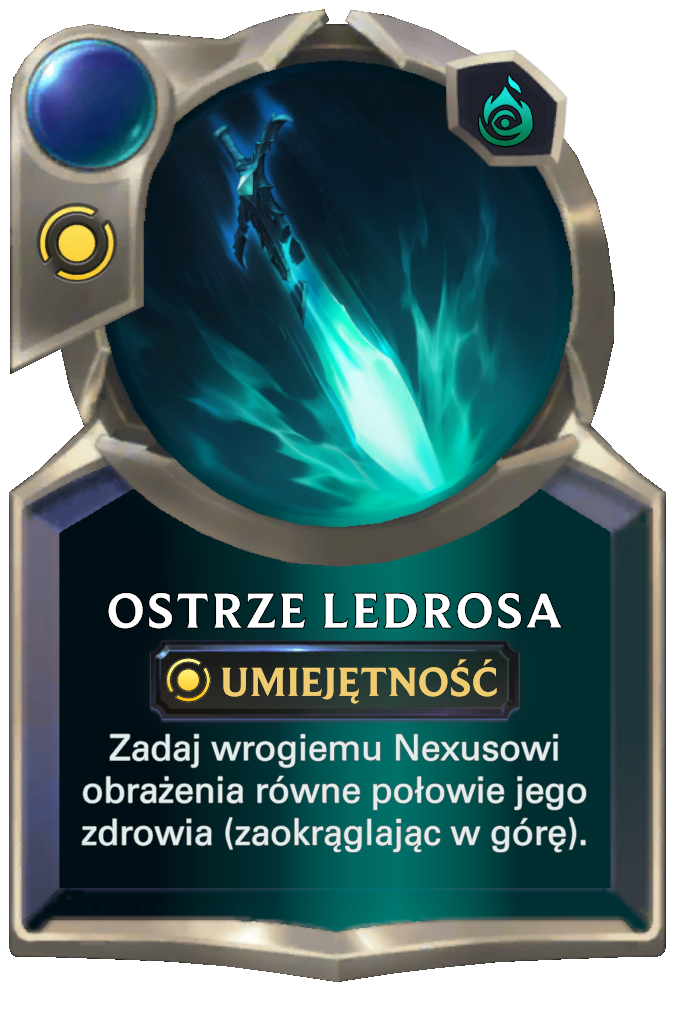 OSTRZE LEDROSA
UMIEJĘTNOŚĆ
Zadaj wrogiemu Nexusowi
obrażenia równe połowie jego
zdrowia (zaokrąglając w górę).